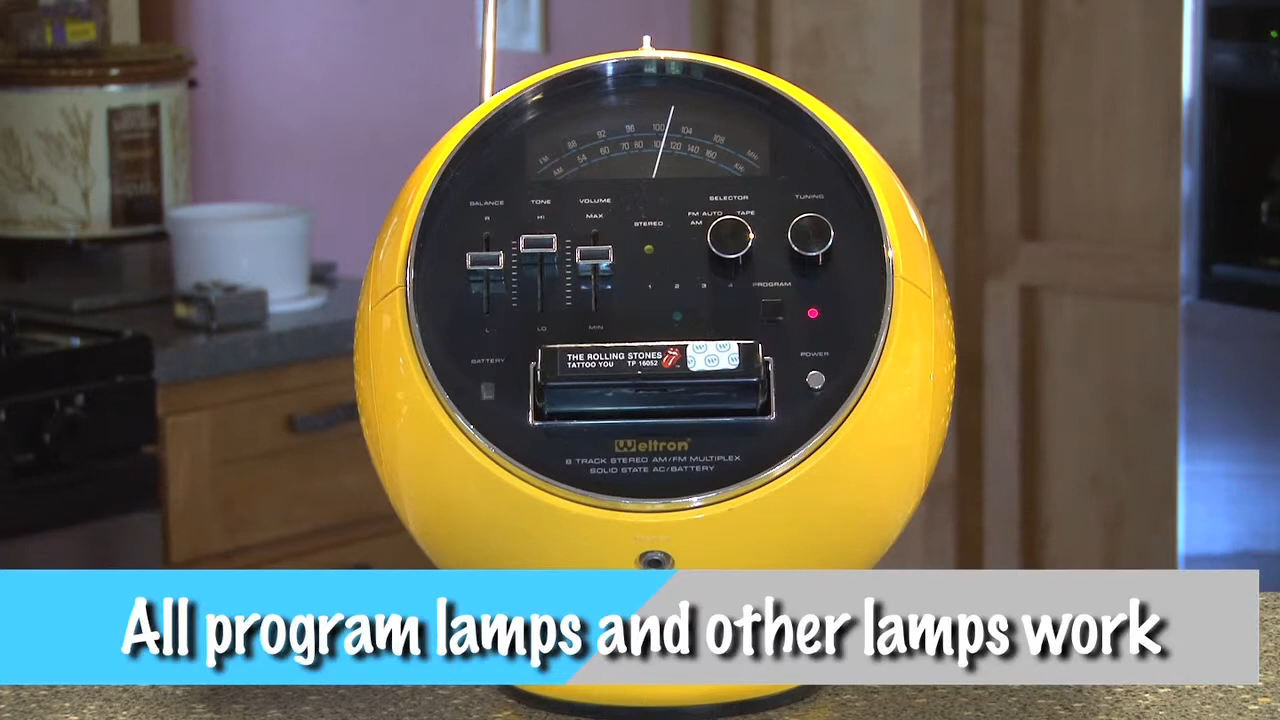 FM 88 92 96 100 104 108 MHz
AM 54 60 70 80 100 120 140 160 KHz
BALANCE TONE VOLUME SELECTOR TUNING
R HI MAX FM AUTO TAPE
STEREO AM
1 2 3 4 PROGRAM
L LO MIN
BATTERY POWER
THE ROLLING STONES
TATTOO YOU TP 16052
Weltron
8 TRACK STEREO AM/FM MULTIPLEX
SOLID STATE AC/BATTERY
All program lamps and other lamps work